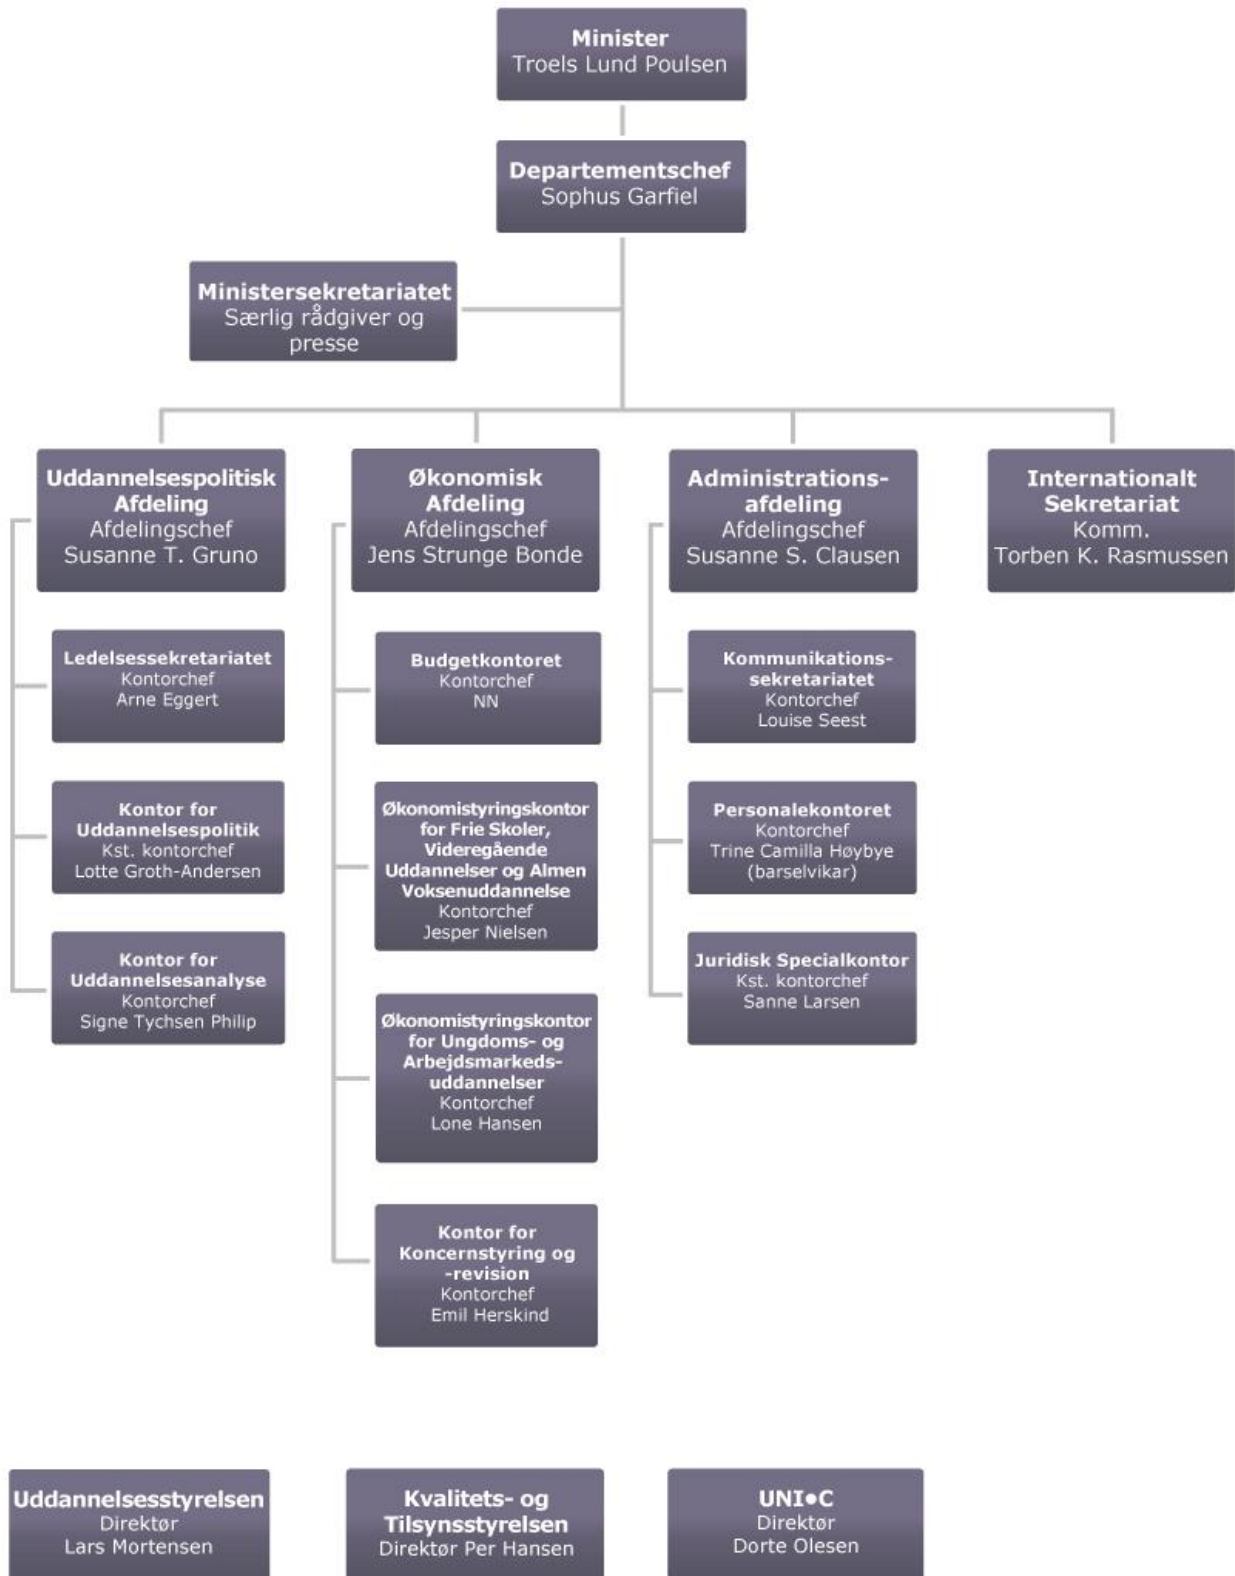 Minister
Troels Lund Poulsen
Departementschef
Sophus Garfiel
Ministersekretariatet
Særlig rådgiver og
presse
Uddannelsespolitisk
Afdeling
Afdelingschef
Susanne T. Gruno
Økonomisk
Afdeling
Afdelingschef
Jens Strunge Bonde
Administrations-
afdeling
Afdelingschef
Susanne S. Clausen
Internationalt
Sekretariat
Komm.
Torben K. Rasmussen
Ledelsessekretariatet
Kontorchef
Arne Eggert
Kontor for
Uddannelsespolitik
Kst. kontorchef
Lotte Groth-Andersen
Kontor for
Uddannelsesanalyse
Kontorchef
Signe Tychsen Philip
Budgetkontoret
Kontorchef
NN
Økonomistyringskontor
for Frie Skoler,
Videregående
Uddannelser og Almen
Voksenuddannelse
Kontorchef
Jesper Nielsen
Økonomistyringskontor
for Ungdoms- og
Arbejdsmarkeds-
uddannelser
Kontorchef
Lone Hansen
Kontor for
Koncernstyring og
-revision
Kontorchef
Emil Herskind
Kommunikations-
sekretariatet
Kontorchef
Louise Seest
Personalekontoret
Kontorchef
Trine Camilla Høybye
(barselvikar)
Juridisk Specialkontor
Kst. kontorchef
Sanne Larsen
Uddannelsesstyrelsen
Direktør
Lars Mortensen
Kvalitets- og
Tilsynsstyrelsen
Direktør Per Hansen
UNI•C
Direktør
Dorte Olesen